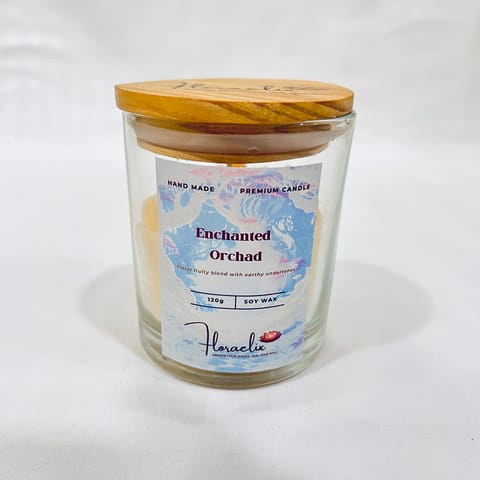 HAND MADE PREMIUM CANDLE
Enchanted
Orchad
Floral fruity blend with earthy undertones
120g SOY WAX
Floraelix